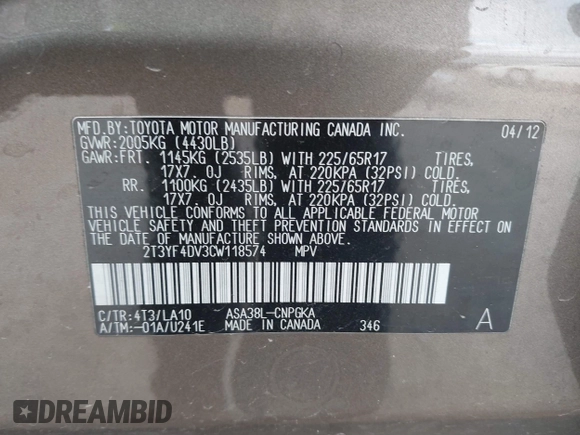 MFD.BY:TOYOTA MOTOR MANUFACTURING CANADA INC. 04/12
GVWR:2005KG (4430LB)
GAWR:FRT. 1145KG (2535LB) WITH 225/65R17 TIRES,
17X7.0J RIMS, AT 220KPA (32PSI) COLD.
RR. 1100KG (2435LB) WITH 225/65R17 TIRES,
17X7.0J RIMS, AT 220KPA (32PSI) COLD.
THIS VEHICLE CONFORMS TO ALL APPLICABLE FEDERAL MOTOR
VEHICLE SAFETY AND THEFT PREVENTION STANDARDS IN EFFECT ON
THE DATE OF MANUFACTURE SHOWN ABOVE.
2T3YF4DV3CW118574 MPV
C/TR:4T3/LA10 ASA38L-CNPGKA
A/TM:-01A/U241E MADE IN CANADA 346 A
DREAMBID